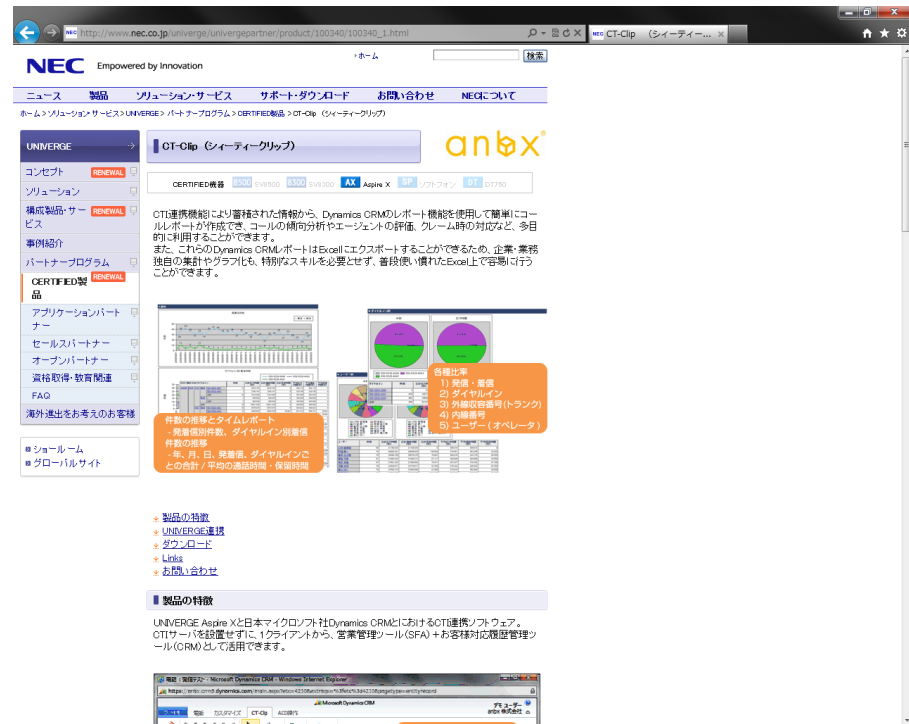 http://www.nec.co.jp/univerge/univergepartner/product/100340/100340_1.html
NEC CT-Clip (シィーティー...
NEC Empowered by Innovation
ホーム
検索
ニュース 製品 ソリューション・サービス サポート・ダウンロード お問い合わせ NECについて
ホーム > ソリューション・サービス > UNIVERGE > パートナープログラム > CERTIFIED製品 > CT-Clip (シィーティークリップ)
UNIVERGE
コンセプト RENEWAL
ソリューション
構成製品・サー RENEWAL
ビス
事例紹介
パートナープログラム
CERTIFIED製 RENEWAL
品
アプリケーションパート
ナー
セールスパートナー
オープンパートナー
資格取得・教育関連
FAQ
海外進出をお考えのお客様
ショールーム
グローバルサイト
CT-Clip (シィーティークリップ)
anbx
CERTIFIED機器 8500 SV8500 8300 SV8300 AX Aspire X SP ソフトフォン DT DT750
CTI連携機能により蓄積された情報から、Dynamics CRMのレポート機能を使用して簡単にコー
ルレポートが作成でき、コールの傾向分析やエージェントの評価、クレーム時の対応など、多目
的に利用することができます。
また、これらのDynamics CRMレポートはExcelにエクスポートすることができるため、企業・業務
独自の集計やグラフ化も、特別なスキルを必要とせず、普段使い慣れたExcel上で容易に行う
ことができます。
件数の推移とタイムレポート
- 発着信別件数、ダイヤルイン別着信
件数の推移
- 年、月、日、発着信、ダイヤルインご
との合計 / 平均の通話時間・保留時間
各種比率
1) 発信・着信
2) ダイヤルイン
3) 外線収容番号(トランク)
4) 内線番号
5) ユーザー ( オペレータ )
製品の特徴
UNIVERGE連携
ダウンロード
Links
お問い合わせ
製品の特徴
UNIVERGE Aspire Xと日本マイクロソフト社Dynamics CRMとにおけるCTI連携ソフトウェア。
CTIサーバを設置せずに、1クライアントから、営業管理ツール(SFA)+お客様対応履歴管理ツ
ール(CRM)として活用できます。
Microsoft Dynamics CRM - Windows Internet Explorer
Microsoft Dynamics CRM
カスタマイズ CT-Clip
デモ ユーザー
anbx 株式会社